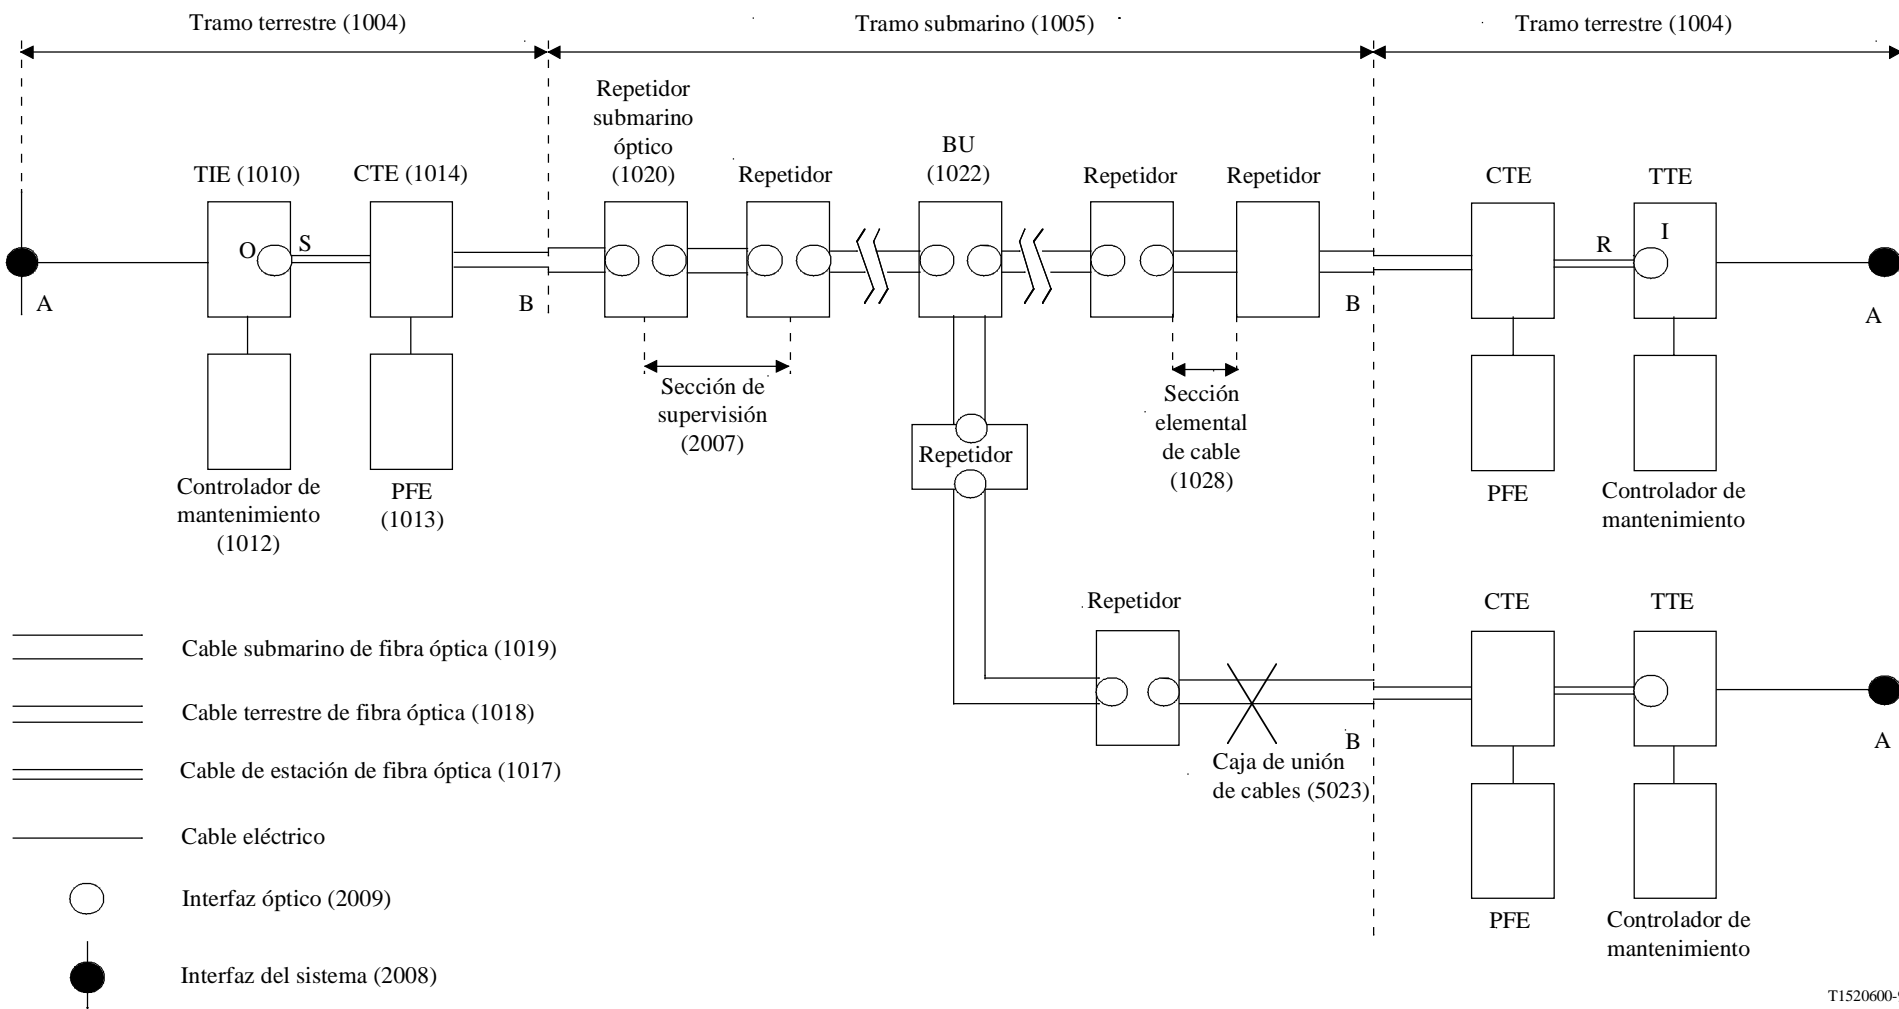 Tramo terrestre (1004)
Tramo submarino (1005)
Tramo terrestre (1004)
Repetidor
submarino
óptico
(1020)
TIE (1010)
CTE (1014)
Repetidor
BU
(1022)
Repetidor
Repetidor
CTE
TTE
O
S
R
I
A
B
B
A
Sección de
supervisión
(2007)
Sección
elemental
de cable
(1028)
Repetidor
Controlador de
mantenimiento
(1012)
PFE
(1013)
PFE
Controlador de
mantenimiento
Repetidor
CTE
TTE
Cable submarino de fibra óptica (1019)
Cable terrestre de fibra óptica (1018)
B
A
Caja de unión
de cables (5023)
Cable de estación de fibra óptica (1017)
Cable eléctrico
Interfaz óptico (2009)
PFE
Controlador de
mantenimiento
Interfaz del sistema (2008)